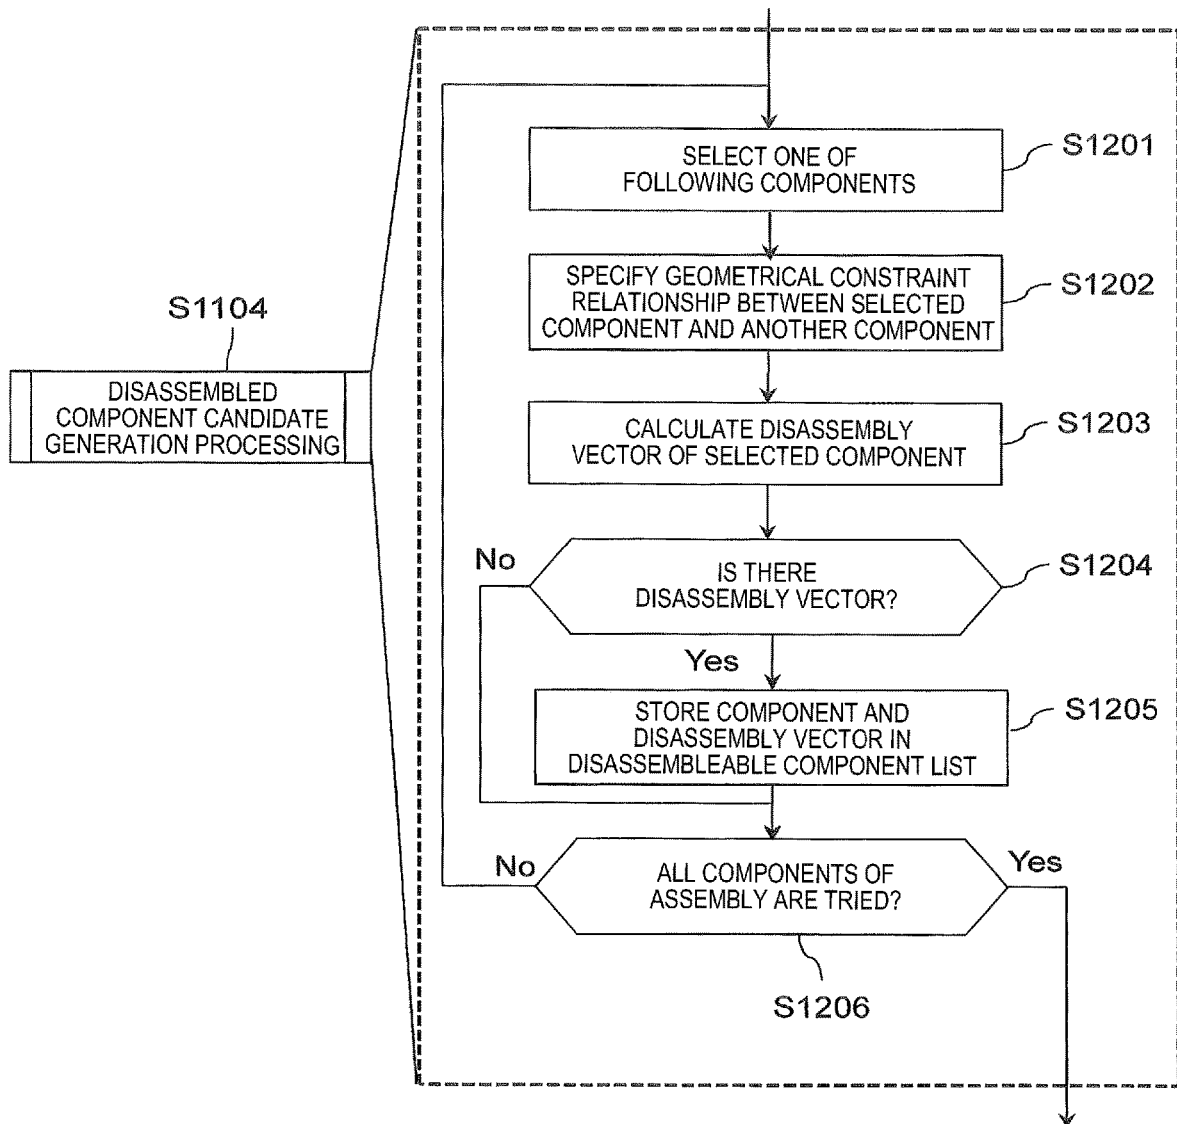 S1104
DISASSEMBLED
COMPONENT CANDIDATE
GENERATION PROCESSING
SELECT ONE OF
FOLLOWING COMPONENTS
S1201
SPECIFY GEOMETRICAL CONSTRAINT
RELATIONSHIP BETWEEN SELECTED
COMPONENT AND ANOTHER COMPONENT
S1202
CALCULATE DISASSEMBLY
VECTOR OF SELECTED COMPONENT
S1203
No
IS THERE
DISASSEMBLY VECTOR?
S1204
Yes
STORE COMPONENT AND
DISASSEMBLY VECTOR IN
DISASSEMBLEABLE COMPONENT LIST
S1205
No
ALL COMPONENTS OF
ASSEMBLY ARE TRIED?
Yes
S1206